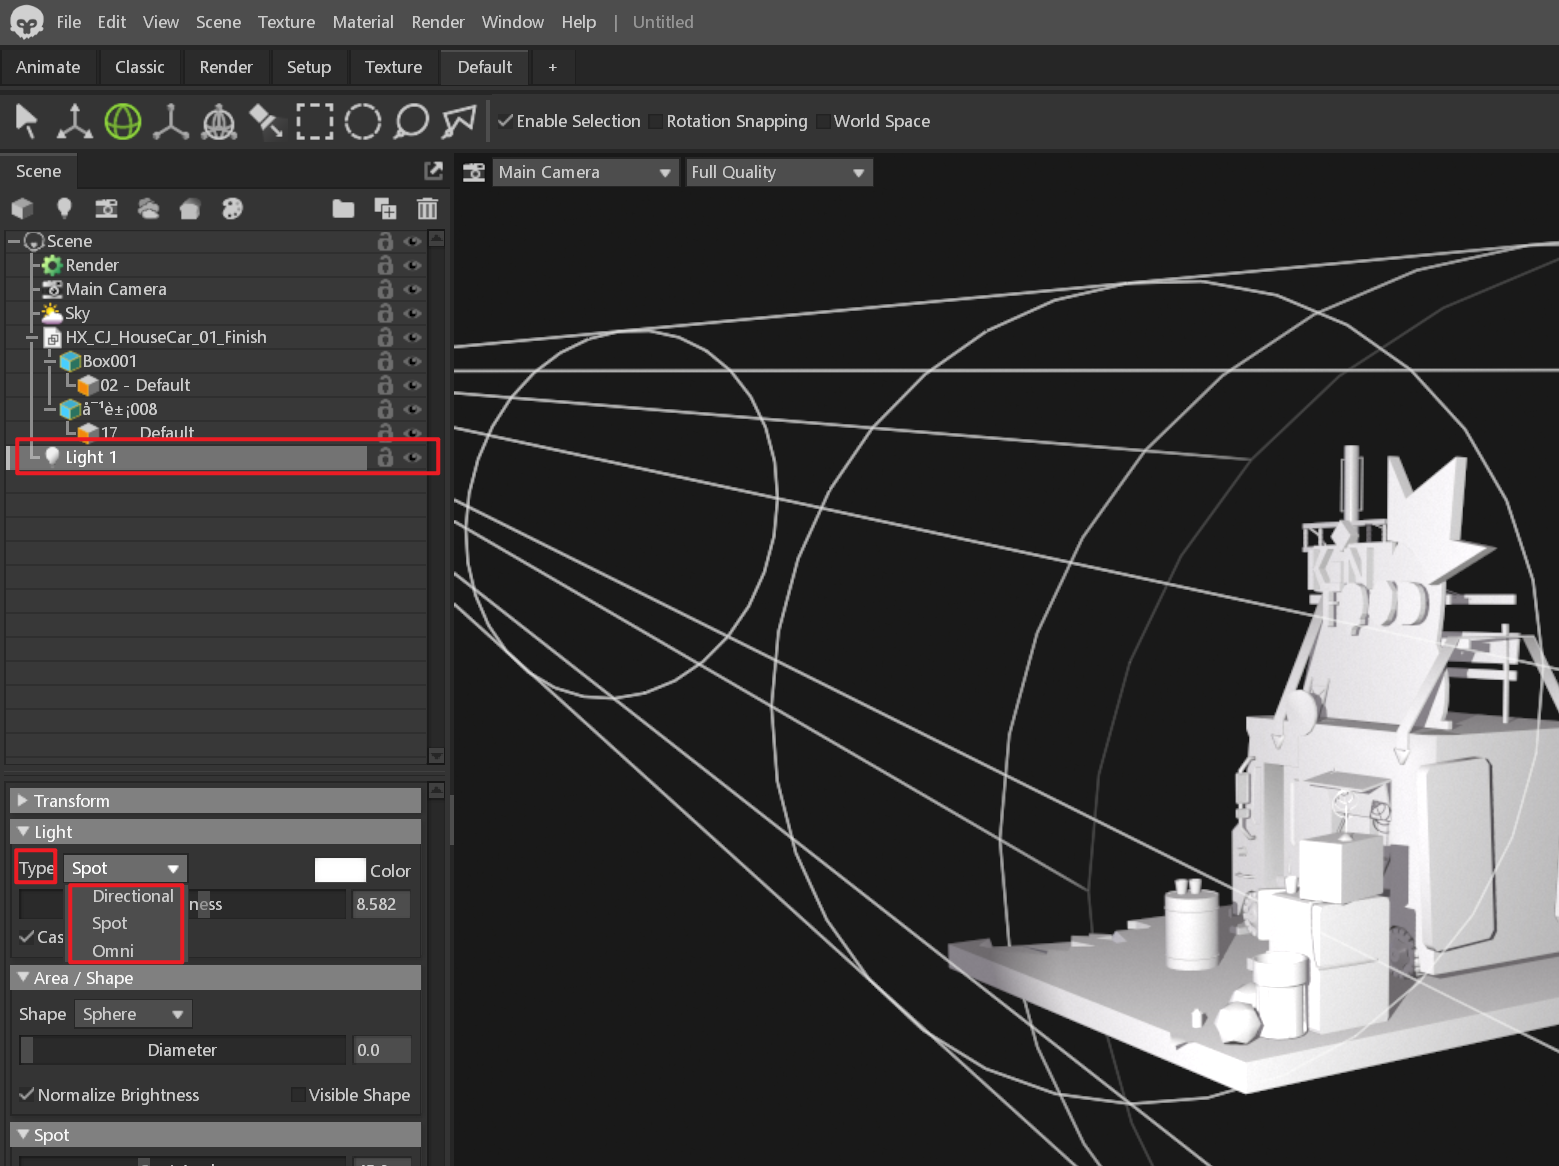 File Edit View Scene Texture Material Render Window Help | Untitled
Animate Classic Render Setup Texture Default +
Enable Selection Rotation Snapping World Space
Scene
Main Camera Full Quality
Scene
Render
Main Camera
Sky
HX_CJ_HouseCar_01_Finish
Box001
02 - Default
å¯¹è±¡008
17 Default
Light 1
Transform
Light
Type Spot Color
Directional
ness 8.582
Spot
Cas
Omni
Area / Shape
Shape Sphere
Diameter 0.0
Normalize Brightness Visible Shape
Spot